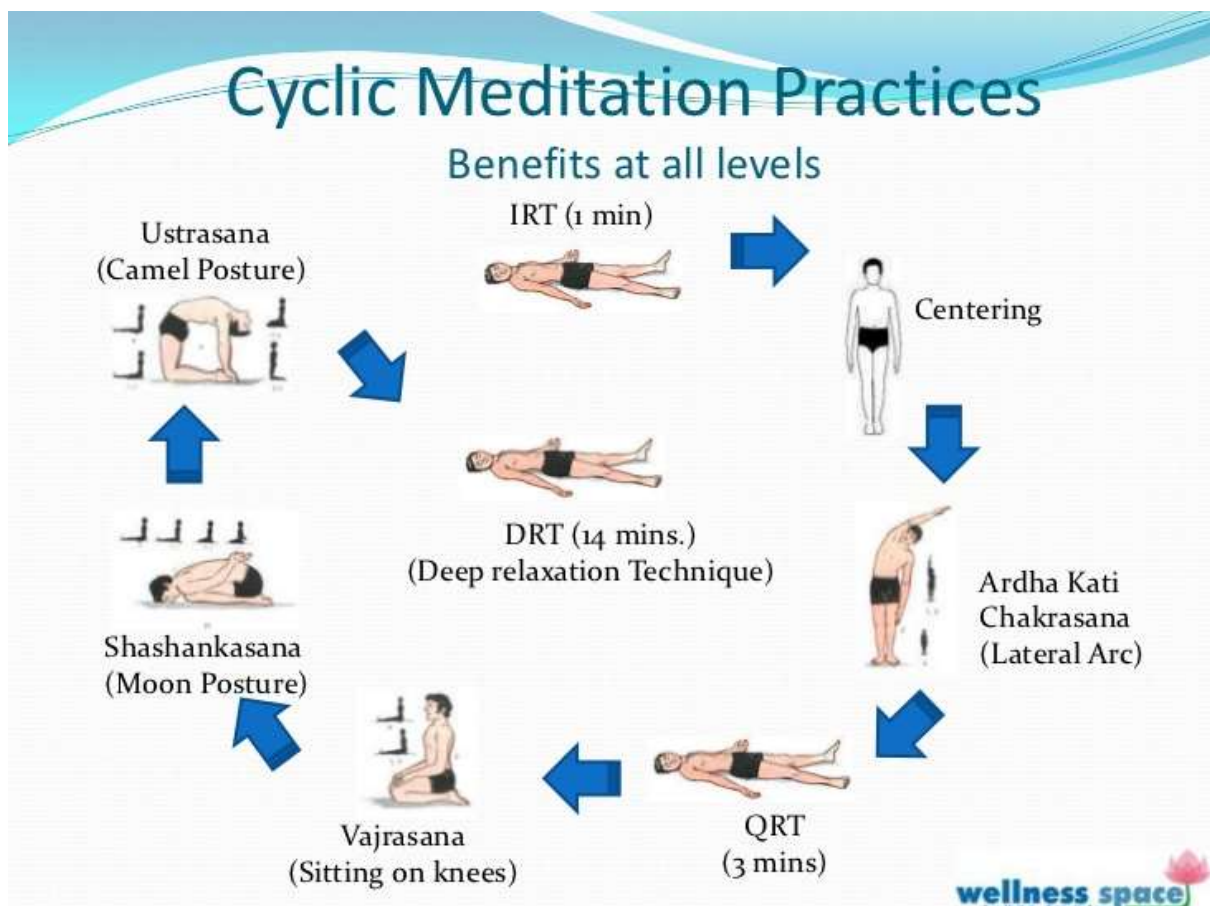 Cyclic Meditation Practices
Benefits at all levels
IRT (1 min)
Centering
Ardha Kati
Chakrasana
(Lateral Arc)
QRT
(3 mins)
Vajrasana
(Sitting on knees)
Shashankasana
(Moon Posture)
Ustrasana
(Camel Posture)
DRT (14 mins.)
(Deep relaxation Technique)
wellness space